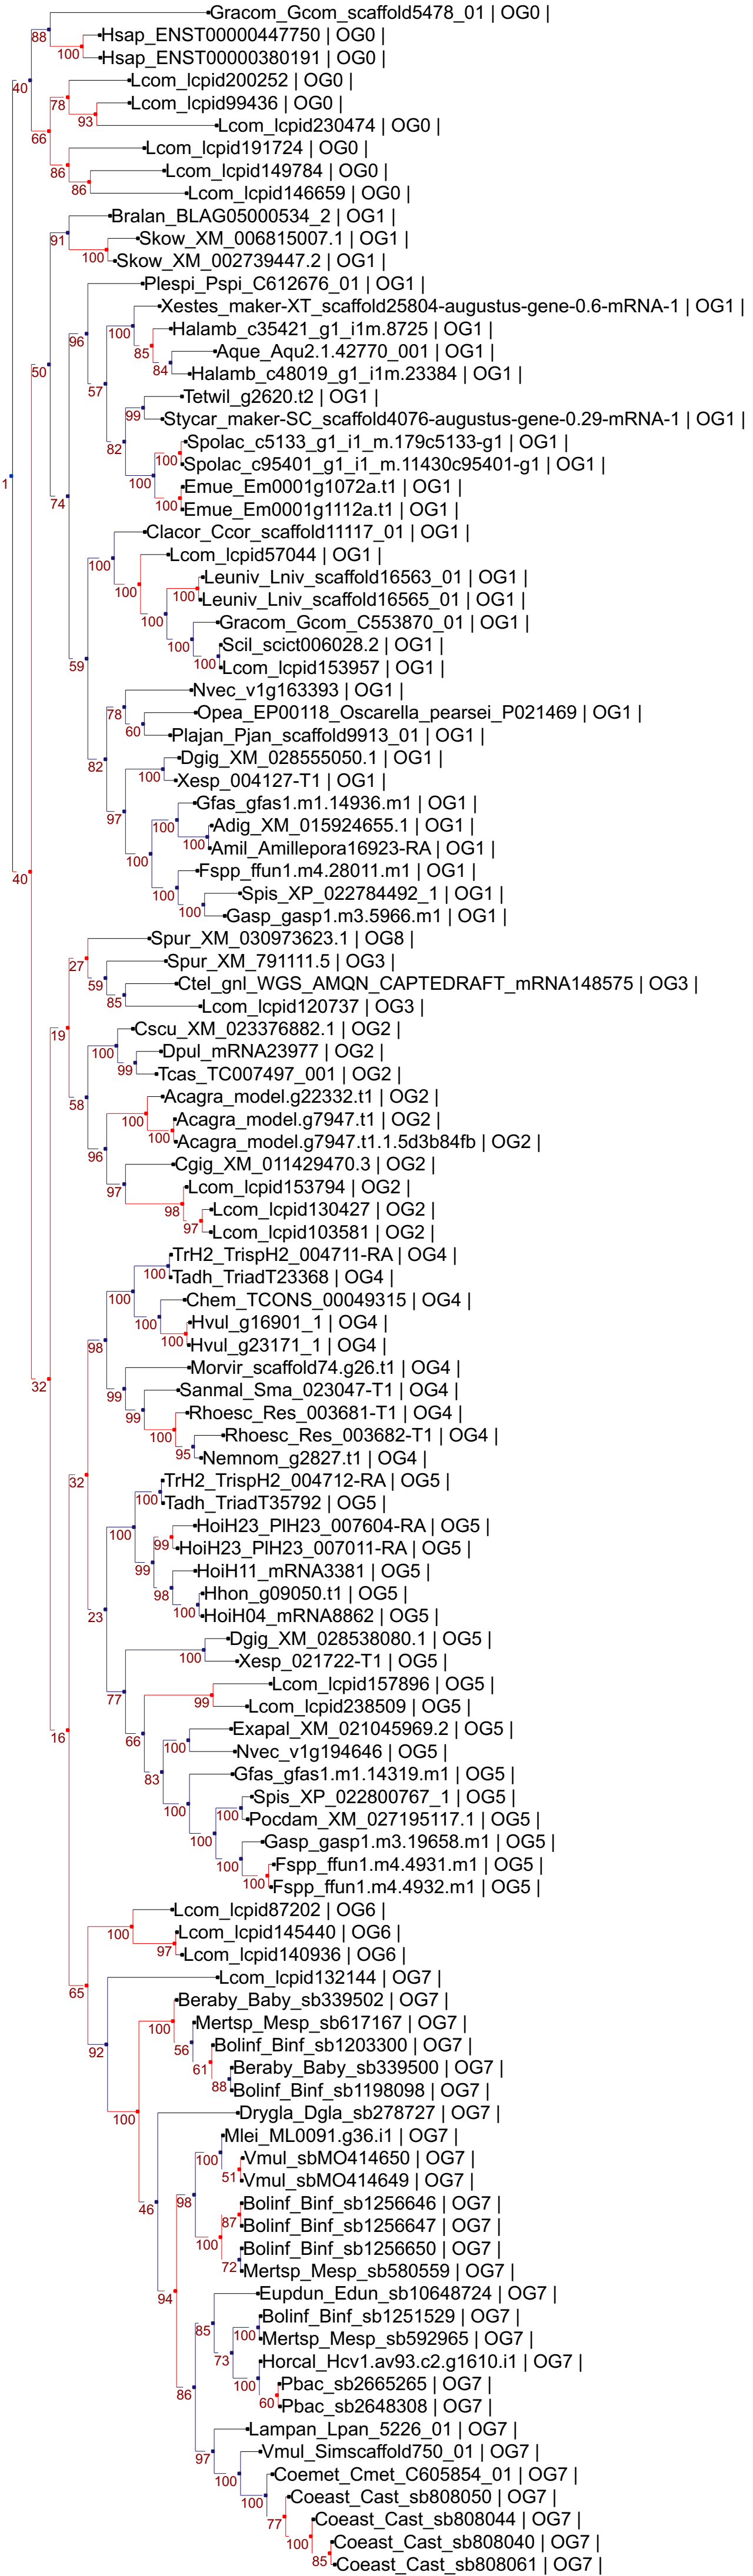 Gracom_Gcom_scaffold5478_01 | OG0 |
88
Hsap_ENST00000447750 | OG0 |
100
Hsap_ENST00000380191 | OG0 |
40
Lcom_lcpid200252 | OG0 |
78
Lcom_lcpid99436 | OG0 |
93
Lcom_lcpid230474 | OG0 |
66
Lcom_lcpid191724 | OG0 |
86
Lcom_lcpid149784 | OG0 |
86
Lcom_lcpid146659 | OG0 |
Bralan_BLAG05000534_2 | OG1 |
91
Skow_XM_006815007.1 | OG1 |
100
Skow_XM_002739447.2 | OG1 |
Plespi_Pspi_C612676_01 | OG1 |
Xestes_maker-XT_scaffold25804-augustus-gene-0.6-mRNA-1 | OG1 |
96
100
Halamb_c35421_g1_i1m.8725 | OG1 |
85
Aque_Aqu2.1.42770_001 | OG1 |
84
50
Halamb_c48019_g1_i1m.23384 | OG1 |
57
Tetwil_g2620.t2 | OG1 |
99
Stycar_maker-SC_scaffold4076-augustus-gene-0.29-mRNA-1 | OG1 |
82
Spolac_c5133_g1_i1_m.179c5133-g1 | OG1 |
100
Spolac_c95401_g1_i1_m.11430c95401-g1 | OG1 |
100
1
Emue_Em0001g1072a.t1 | OG1 |
100
74
Emue_Em0001g1112a.t1 | OG1 |
Clacor_Ccor_scaffold11117_01 | OG1 |
100
Lcom_lcpid57044 | OG1 |
Leuniv_Lniv_scaffold16563_01 | OG1 |
100
100
Leuniv_Lniv_scaffold16565_01 | OG1 |
100
Gracom_Gcom_C553870_01 | OG1 |
100
Scil_scict006028.2 | OG1 |
100
59
Lcom_lcpid153957 | OG1 |
Nvec_v1g163393 | OG1 |
78
Opea_EP00118_Oscarella_pearsei_P021469 | OG1 |
60
Plajan_Pjan_scaffold9913_01 | OG1 |
82
Dgig_XM_028555050.1 | OG1 |
100
Xesp_004127-T1 | OG1 |
Gfas_gfas1.m1.14936.m1 | OG1 |
97
100
Adig_XM_015924655.1 | OG1 |
100
Amil_Amillepora16923-RA | OG1 |
100
40
Fspp_ffun1.m4.28011.m1 | OG1 |
100
Spis_XP_022784492_1 | OG1 |
100
Gasp_gasp1.m3.5966.m1 | OG1 |
Spur_XM_030973623.1 | OG8 |
27
Spur_XM_791111.5 | OG3 |
59
Ctel_gnl_WGS_AMQN_CAPTEDRAFT_mRNA148575 | OG3 |
85
Lcom_lcpid120737 | OG3 |
19
Cscu_XM_023376882.1 | OG2 |
100
Dpul_mRNA23977 | OG2 |
99
Tcas_TC007497_001 | OG2 |
58
Acagra_model.g22332.t1 | OG2 |
100
Acagra_model.g7947.t1 | OG2 |
100
Acagra_model.g7947.t1.1.5d3b84fb | OG2 |
96
Cgig_XM_011429470.3 | OG2 |
97
Lcom_lcpid153794 | OG2 |
98
Lcom_lcpid130427 | OG2 |
97
Lcom_lcpid103581 | OG2 |
TrH2_TrispH2_004711-RA | OG4 |
100
Tadh_TriadT23368 | OG4 |
100
Chem_TCONS_00049315 | OG4 |
100
Hvul_g16901_1 | OG4 |
100
98
Hvul_g23171_1 | OG4 |
Morvir_scaffold74.g26.t1 | OG4 |
32
99
Sanmal_Sma_023047-T1 | OG4 |
99
Rhoesc_Res_003681-T1 | OG4 |
100
Rhoesc_Res_003682-T1 | OG4 |
95
Nemnom_g2827.t1 | OG4 |
32
TrH2_TrispH2_004712-RA | OG5 |
100
Tadh_TriadT35792 | OG5 |
HoiH23_PlH23_007604-RA | OG5 |
100
99
HoiH23_PlH23_007011-RA | OG5 |
99
HoiH11_mRNA3381 | OG5 |
98
Hhon_g09050.t1 | OG5 |
100
23
HoiH04_mRNA8862 | OG5 |
Dgig_XM_028538080.1 | OG5 |
100
Xesp_021722-T1 | OG5 |
Lcom_lcpid157896 | OG5 |
77
99
Lcom_lcpid238509 | OG5 |
Exapal_XM_021045969.2 | OG5 |
16
66
100
Nvec_v1g194646 | OG5 |
83
Gfas_gfas1.m1.14319.m1 | OG5 |
Spis_XP_022800767_1 | OG5 |
100
100
Pocdam_XM_027195117.1 | OG5 |
100
Gasp_gasp1.m3.19658.m1 | OG5 |
100
Fspp_ffun1.m4.4931.m1 | OG5 |
100
Fspp_ffun1.m4.4932.m1 | OG5 |
Lcom_lcpid87202 | OG6 |
100
Lcom_lcpid145440 | OG6 |
97
Lcom_lcpid140936 | OG6 |
Lcom_lcpid132144 | OG7 |
65
Beraby_Baby_sb339502 | OG7 |
100
Mertsp_Mesp_sb617167 | OG7 |
56
Bolinf_Binf_sb1203300 | OG7 |
92
61
Beraby_Baby_sb339500 | OG7 |
88
Bolinf_Binf_sb1198098 | OG7 |
100
Drygla_Dgla_sb278727 | OG7 |
Mlei_ML0091.g36.i1 | OG7 |
100
Vmul_sbMO414650 | OG7 |
51
Vmul_sbMO414649 | OG7 |
46
98
Bolinf_Binf_sb1256646 | OG7 |
87
Bolinf_Binf_sb1256647 | OG7 |
100
Bolinf_Binf_sb1256650 | OG7 |
72
Mertsp_Mesp_sb580559 | OG7 |
94
Eupdun_Edun_sb10648724 | OG7 |
85
Bolinf_Binf_sb1251529 | OG7 |
100
Mertsp_Mesp_sb592965 | OG7 |
73
Horcal_Hcv1.av93.c2.g1610.i1 | OG7 |
100
Pbac_sb2665265 | OG7 |
86
60
Pbac_sb2648308 | OG7 |
Lampan_Lpan_5226_01 | OG7 |
97
Vmul_Simscaffold750_01 | OG7 |
100
Coemet_Cmet_C605854_01 | OG7 |
100
Coeast_Cast_sb808050 | OG7 |
77
Coeast_Cast_sb808044 | OG7 |
100
Coeast_Cast_sb808040 | OG7 |
85
Coeast_Cast_sb808061 | OG7 |